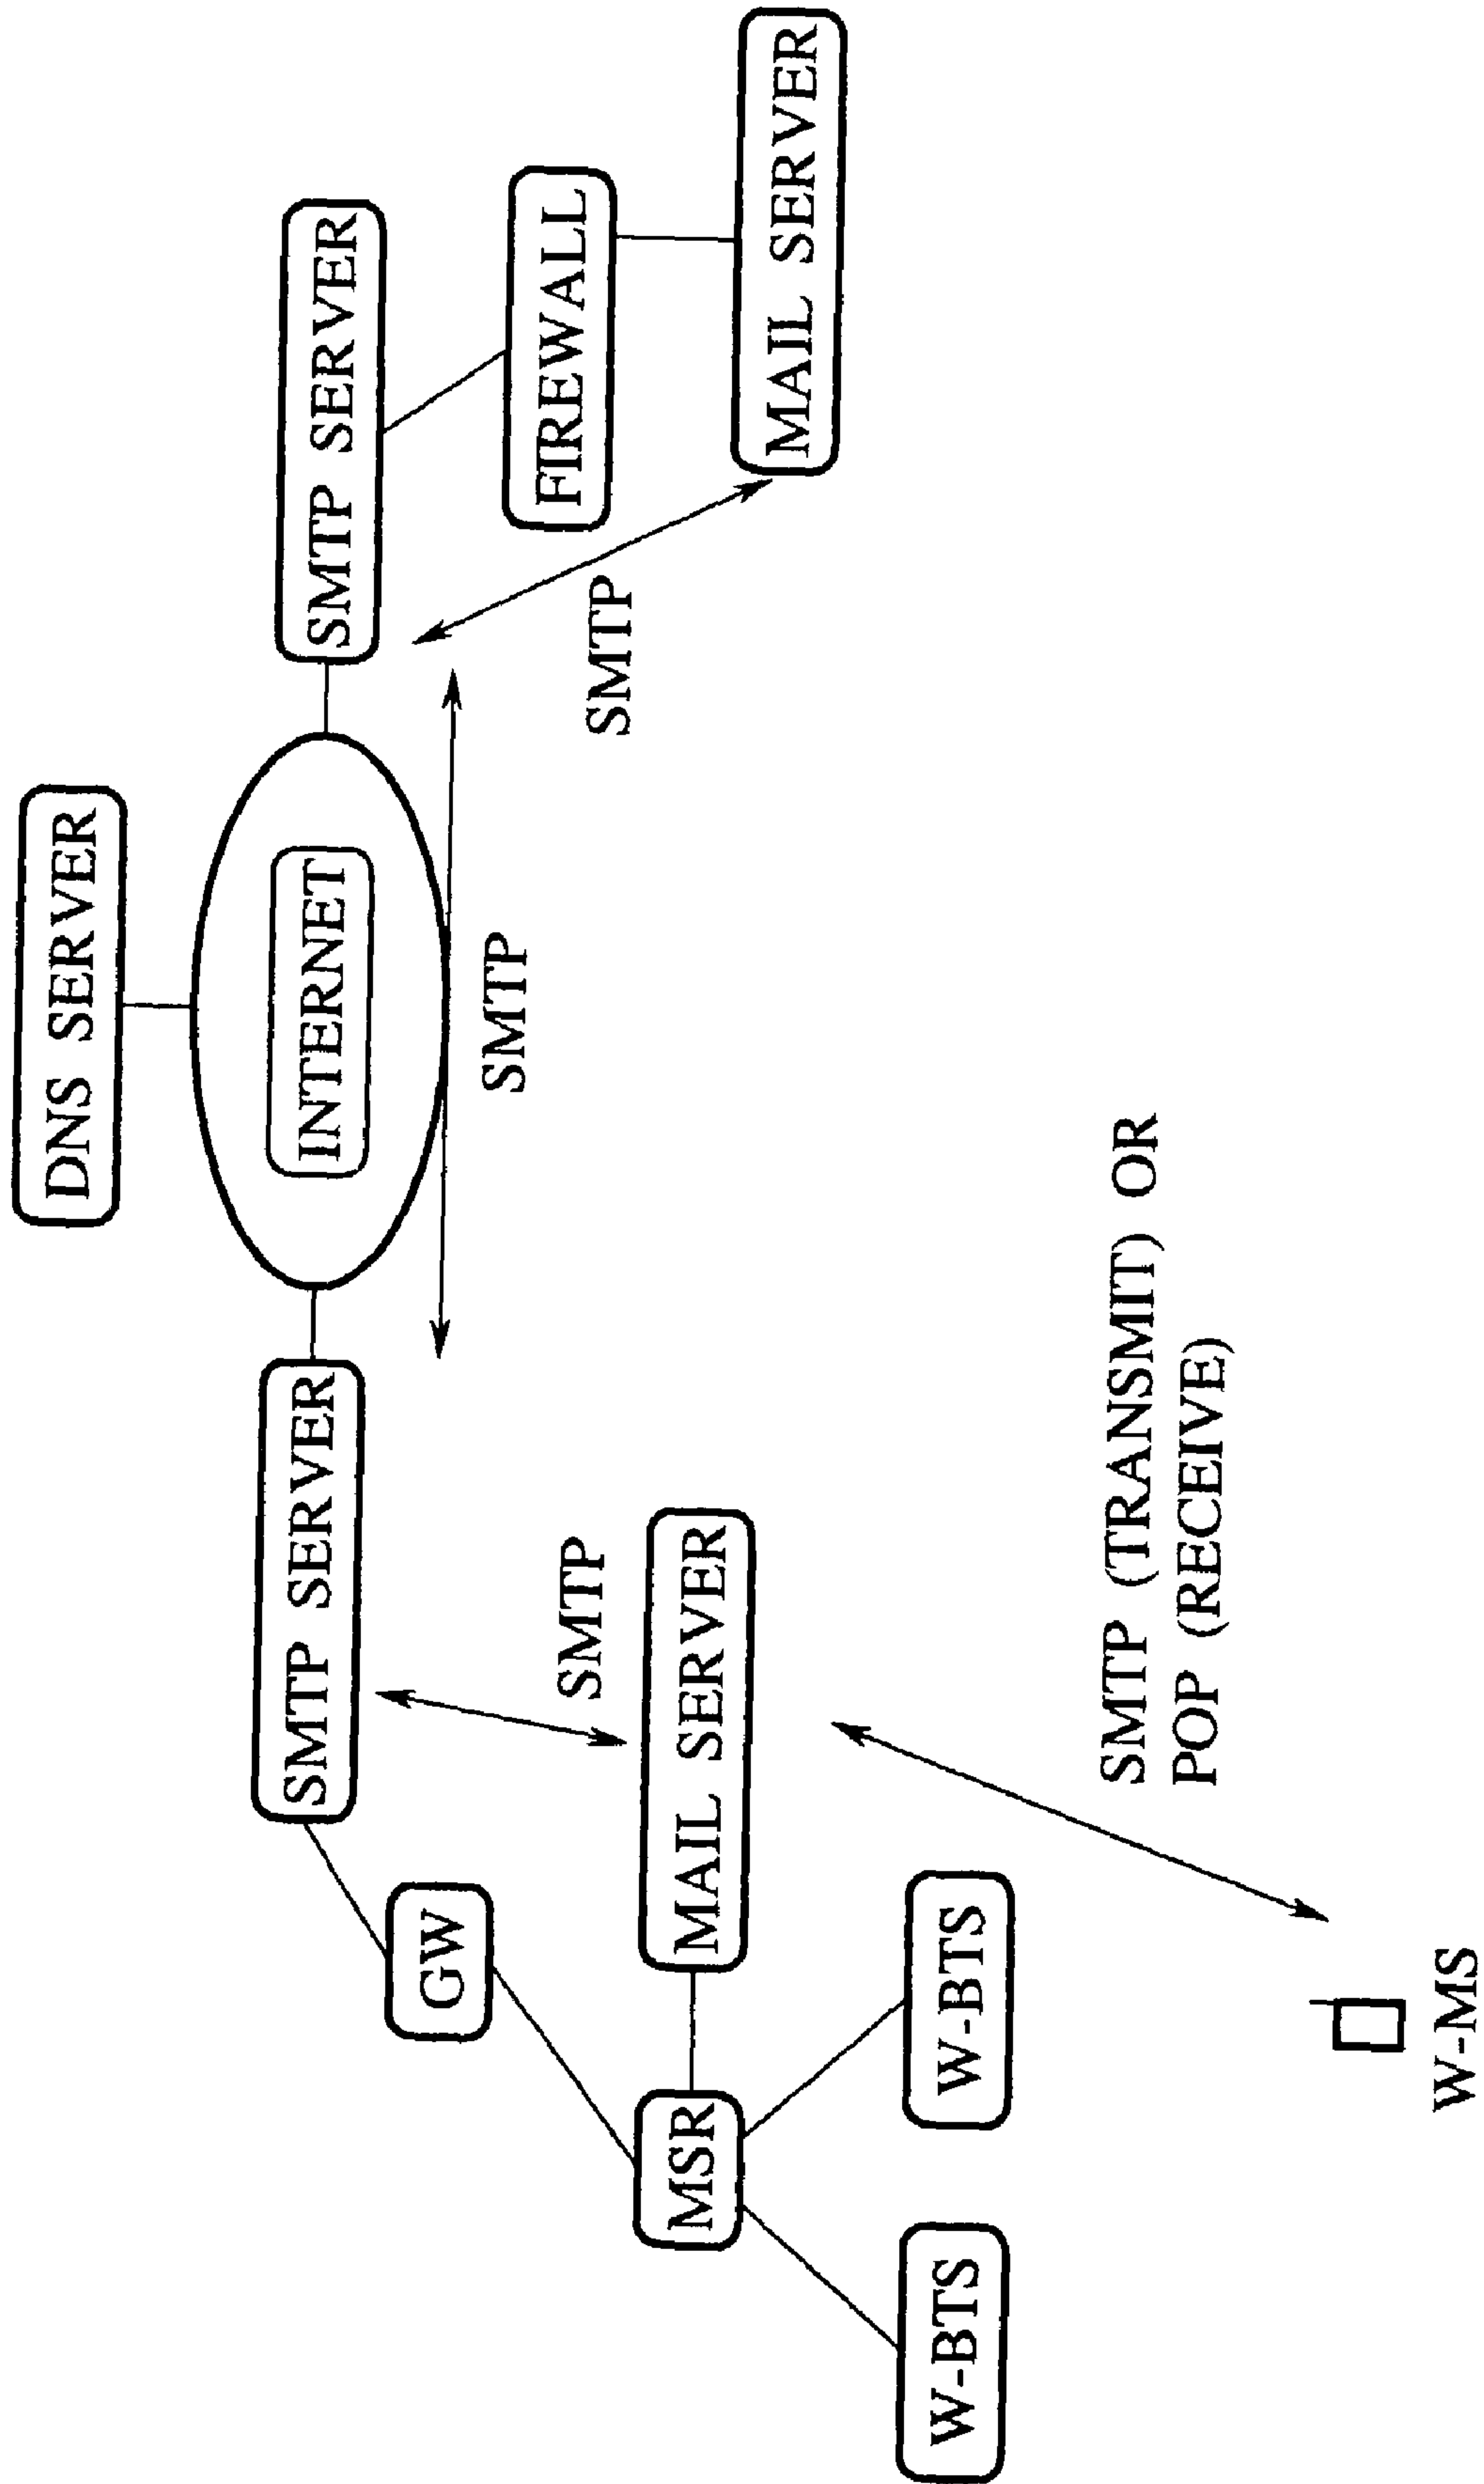 DNS SERVER
SMTP SERVER
INTERNET
SMTP SERVER
GW
FIREWALL
SMTP
SMTP
SMTP
MSR
MAIL SERVER
MAIL SERVER
W-BTS
W-BTS
SMTP (TRANSMIT) OR
POP (RECEIVE)
W-MS